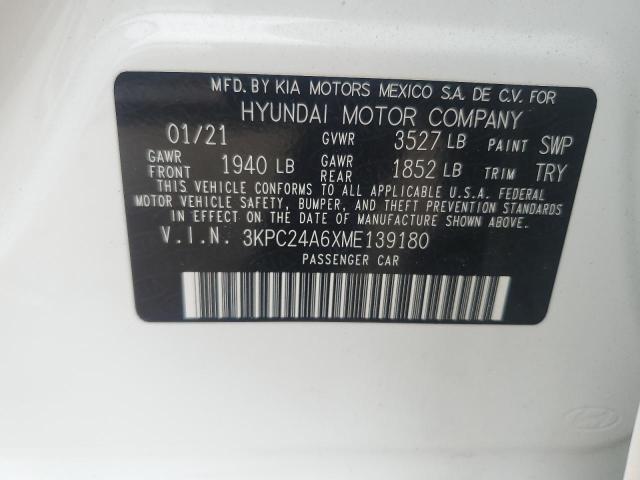 MFD. BY KIA MOTORS MEXICO S.A. DE C.V. FOR
HYUNDAI MOTOR COMPANY
01/21 GVWR 3527 LB PAINT SWP
GAWR FRONT 1940 LB GAWR REAR 1852 LB TRIM TRY
THIS VEHICLE CONFORMS TO ALL APPLICABLE U.S.A. FEDERAL
MOTOR VEHICLE SAFETY, BUMPER, AND THEFT PREVENTION STANDARDS
IN EFFECT ON THE DATE OF MANUFACTURE SHOWN ABOVE.
V.I.N. 3KPC24A6XME139180
PASSENGER CAR